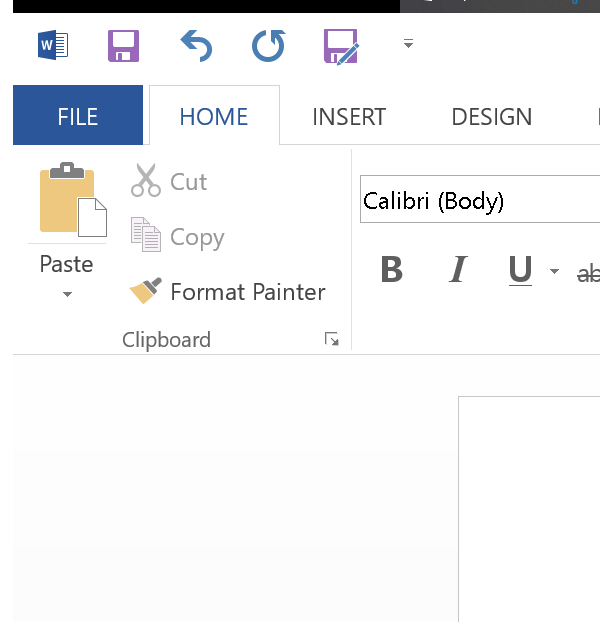 W
FILE HOME INSERT DESIGN
Cut
Calibri (Body)
Copy
Paste
B I U ab
Format Painter
Clipboard